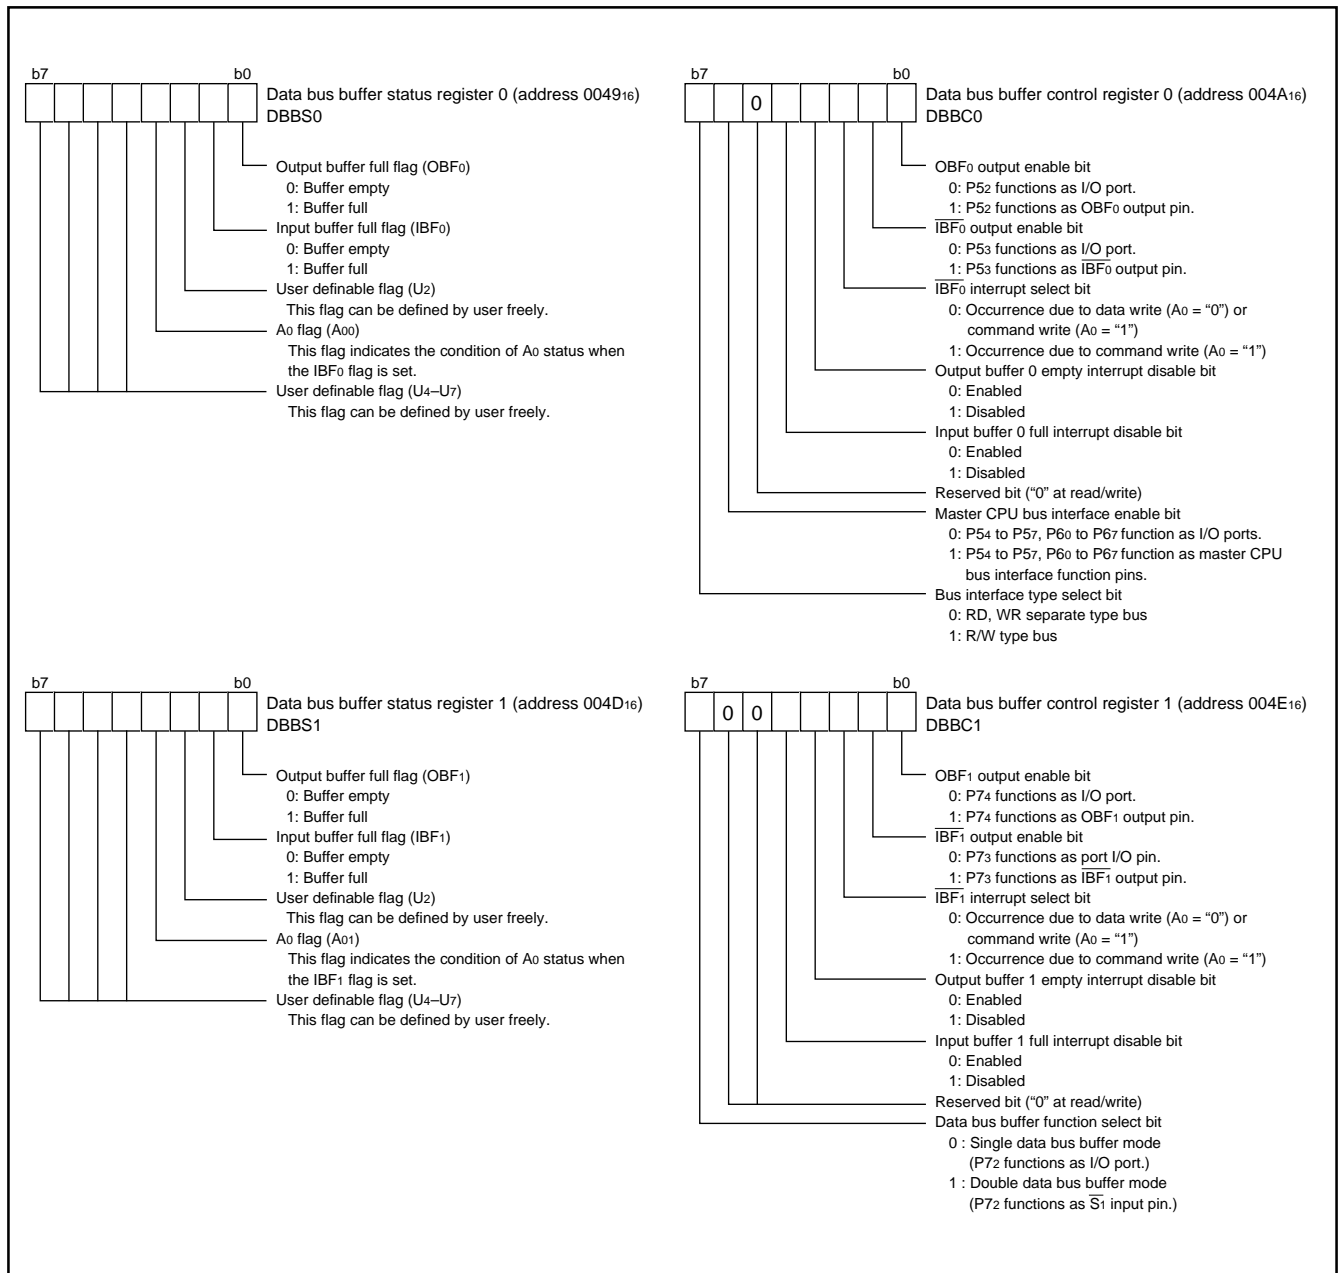 b7 b0
Data bus buffer status register 0 (address 004916)
DBBS0
Output buffer full flag (OBF0)
0: Buffer empty
1: Buffer full
Input buffer full flag (IBF0)
0: Buffer empty
1: Buffer full
User definable flag (U2)
This flag can be defined by user freely.
A0 flag (A00)
This flag indicates the condition of A0 status when
the IBF0 flag is set.
User definable flag (U4–U7)
This flag can be defined by user freely.
b7 b0
0
Data bus buffer control register 0 (address 004A16)
DBBC0
OBF0 output enable bit
0: P52 functions as I/O port.
1: P52 functions as OBF0 output pin.
IBF0 output enable bit
0: P53 functions as I/O port.
1: P53 functions as IBF0 output pin.
IBF0 interrupt select bit
0: Occurrence due to data write (A0 = “0”) or
command write (A0 = “1”)
1: Occurrence due to command write (A0 = “1”)
Output buffer 0 empty interrupt disable bit
0: Enabled
1: Disabled
Input buffer 0 full interrupt disable bit
0: Enabled
1: Disabled
Reserved bit (“0” at read/write)
Master CPU bus interface enable bit
0: P54 to P57, P60 to P67 function as I/O ports.
1: P54 to P57, P60 to P67 function as master CPU
bus interface function pins.
Bus interface type select bit
0: RD, WR separate type bus
1: R/W type bus
b7 b0
Data bus buffer status register 1 (address 004D16)
DBBS1
Output buffer full flag (OBF1)
0: Buffer empty
1: Buffer full
Input buffer full flag (IBF1)
0: Buffer empty
1: Buffer full
User definable flag (U2)
This flag can be defined by user freely.
A0 flag (A01)
This flag indicates the condition of A0 status when
the IBF1 flag is set.
User definable flag (U4–U7)
This flag can be defined by user freely.
b7 b0
0 0
Data bus buffer control register 1 (address 004E16)
DBBC1
OBF1 output enable bit
0: P74 functions as I/O port.
1: P74 functions as OBF1 output pin.
IBF1 output enable bit
0: P73 functions as port I/O pin.
1: P73 functions as IBF1 output pin.
IBF1 interrupt select bit
0: Occurrence due to data write (A0 = “0”) or
command write (A0 = “1”)
1: Occurrence due to command write (A0 = “1”)
Output buffer 1 empty interrupt disable bit
0: Enabled
1: Disabled
Input buffer 1 full interrupt disable bit
0: Enabled
1: Disabled
Reserved bit (“0” at read/write)
Data bus buffer function select bit
0 : Single data bus buffer mode
(P72 functions as I/O port.)
1 : Double data bus buffer mode
(P72 functions as S1 input pin.)